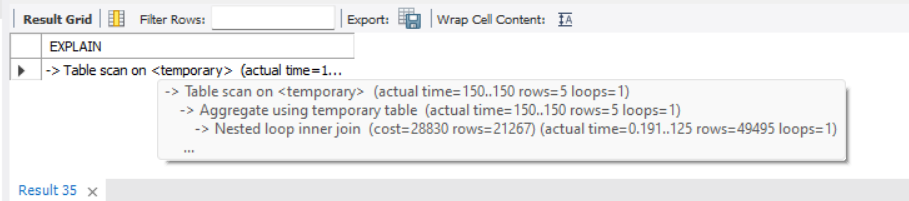 Result Grid Filter Rows: Export: Wrap Cell Content: IA
EXPLAIN
-> Table scan on <temporary> (actual time=1...
-> Table scan on <temporary> (actual time=150..150 rows=5 loops=1)
-> Aggregate using temporary table (actual time=150..150 rows=5 loops=1)
-> Nested loop inner join (cost=28830 rows=21267) (actual time=0.191..125 rows=49495 loops=1)
...
Result 35 ×